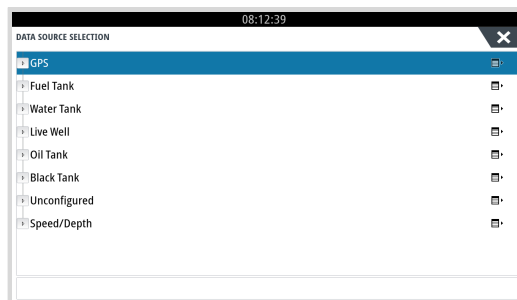 08:12:39
DATA SOURCE SELECTION
GPS
Fuel Tank
Water Tank
Live Well
Oil Tank
Black Tank
Unconfigured
Speed/Depth